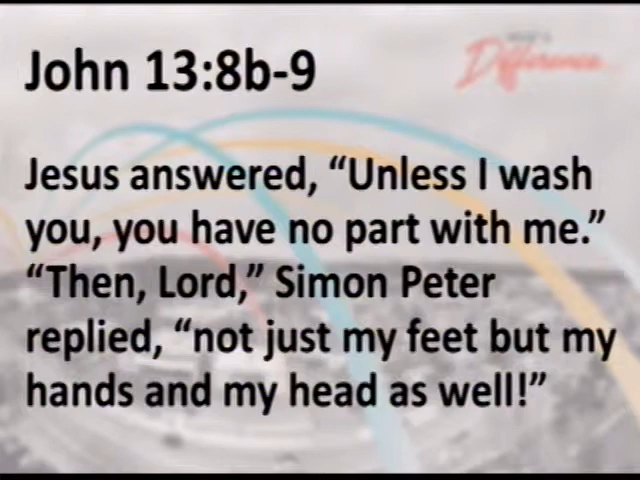 John 13:8b-9
Difference
Jesus answered, “Unless I wash
you, you have no part with me.”
“Then, Lord,” Simon Peter
replied, “not just my feet but my
hands and my head as well!”